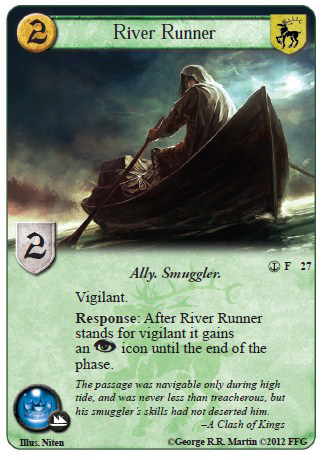 2
River Runner
2
Ally. Smuggler.
F 27
Vigilant.
Response: After River Runner
stands for vigilant it gains
an icon until the end of the
phase.
The passage was navigable only during high
tide, and was never less than treacherous, but
his smuggler's skills had not deserted him.
–A Clash of Kings
Illus. Niten
©George R.R. Martin ©2012 FFG